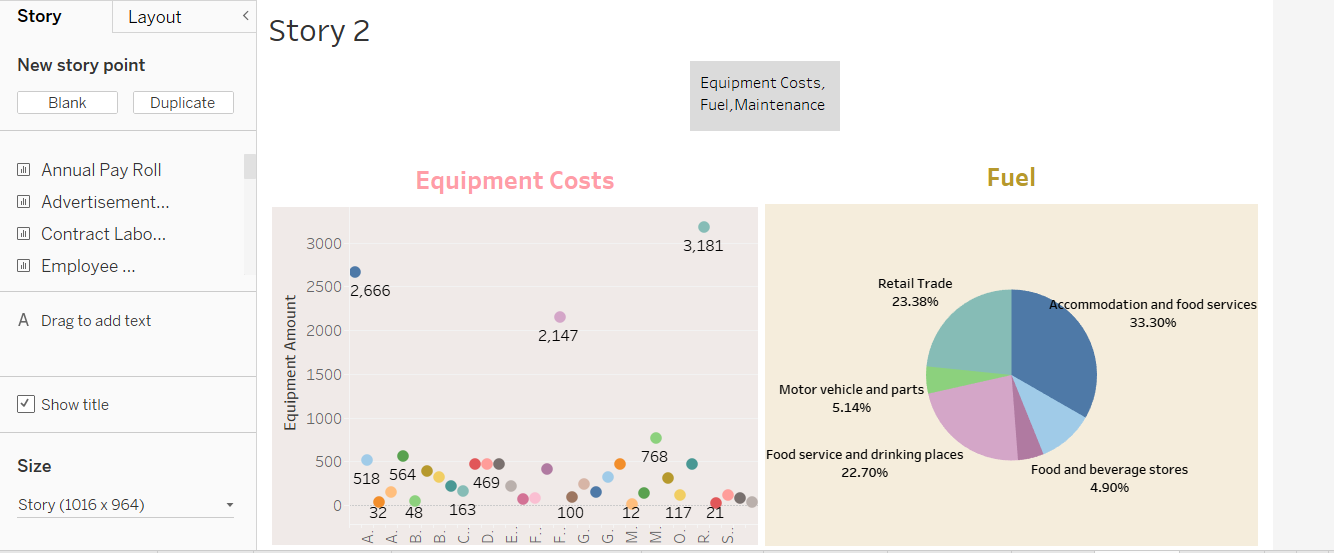 Story
Layout
<
New story point
Blank
Duplicate
Annual Pay Roll
Advertisement...
Contract Labo...
Employee ...
A Drag to add text
Show title
Size
Story (1016 x 964)
Story 2
Equipment Costs,
Fuel,Maintenance
Equipment Costs
Equipment Amount
3000
2500
2000
1500
1000
500
0
2,666
3,181
2,147
518
564
469
768
32
48
163
100
12
117
21
A..
A..
B..
B..
C..
D..
E..
F..
F..
G..
G..
M..
M..
O..
R..
S..
Fuel
Retail Trade
23.38%
Accommodation and food services
33.30%
Motor vehicle and parts
5.14%
Food service and drinking places
22.70%
Food and beverage stores
4.90%